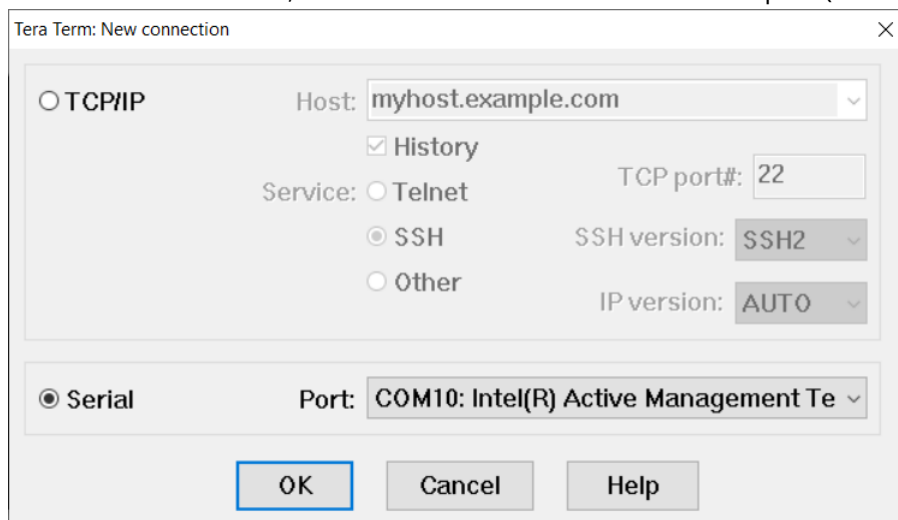 Tera Term: New connection
TCP/IP
Host: myhost.example.com
History
Service: Telnet
TCP port#: 22
SSH
SSH version: SSH2
Other
IP version: AUTO
Serial
Port: COM10: Intel(R) Active Management Te
OK
Cancel
Help